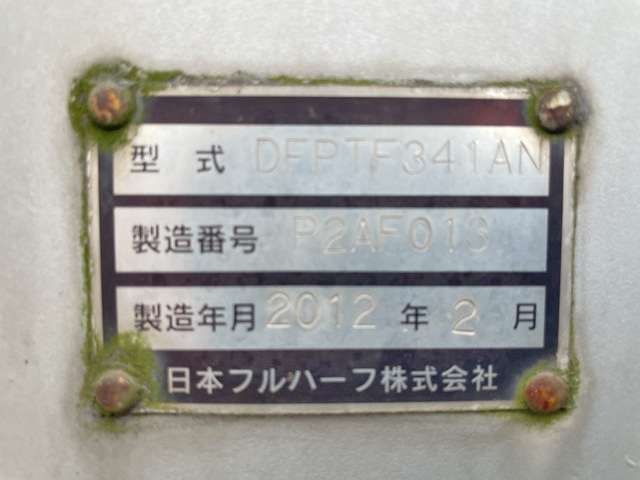 型式 DFPTF341AN
製造番号 P2AF013
製造年月 2012 年 2 月
日本フルハーフ株式会社